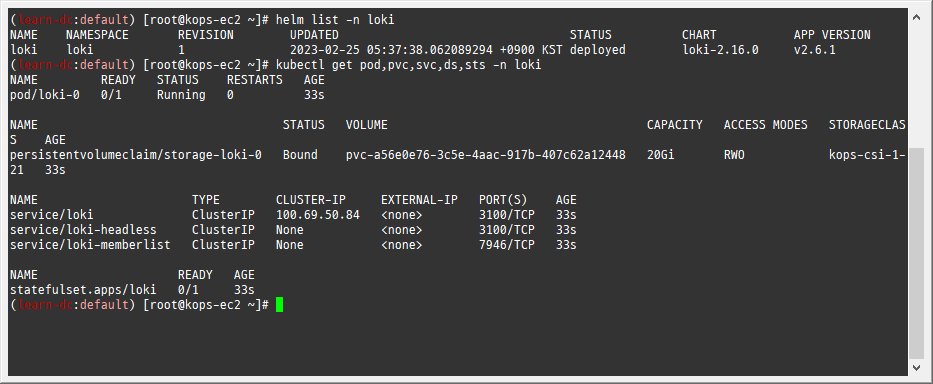 (learn-dt:default) [root@kops-ec2 ~]# helm list -n loki
NAME    NAMESPACE       REVISION        UPDATED                                 STATUS          CHART           APP VERSION
loki    loki            1               2023-02-25 05:37:38.062089294 +0900 KST deployed        loki-2.16.0     v2.6.1
(learn-dt:default) [root@kops-ec2 ~]# kubectl get pod,pvc,svc,ds,sts -n loki
NAME         READY   STATUS    RESTARTS   AGE
pod/loki-0   0/1     Running   0          33s
NAME                                   STATUS   VOLUME                                     CAPACITY   ACCESS MODES   STORAGECLAS
S    AGE
persistentvolumeclaim/storage-loki-0   Bound    pvc-a56e0e76-3c5e-4aac-917b-407c62a12448   20Gi       RWO            kops-csi-1-
21   33s
NAME                      TYPE        CLUSTER-IP     EXTERNAL-IP   PORT(S)    AGE
service/loki              ClusterIP   100.69.50.84   <none>        3100/TCP   33s
service/loki-headless     ClusterIP   None           <none>        3100/TCP   33s
service/loki-memberlist   ClusterIP   None           <none>        7946/TCP   33s
NAME                    READY   AGE
statefulset.apps/loki   0/1     33s
(learn-dt:default) [root@kops-ec2 ~]#